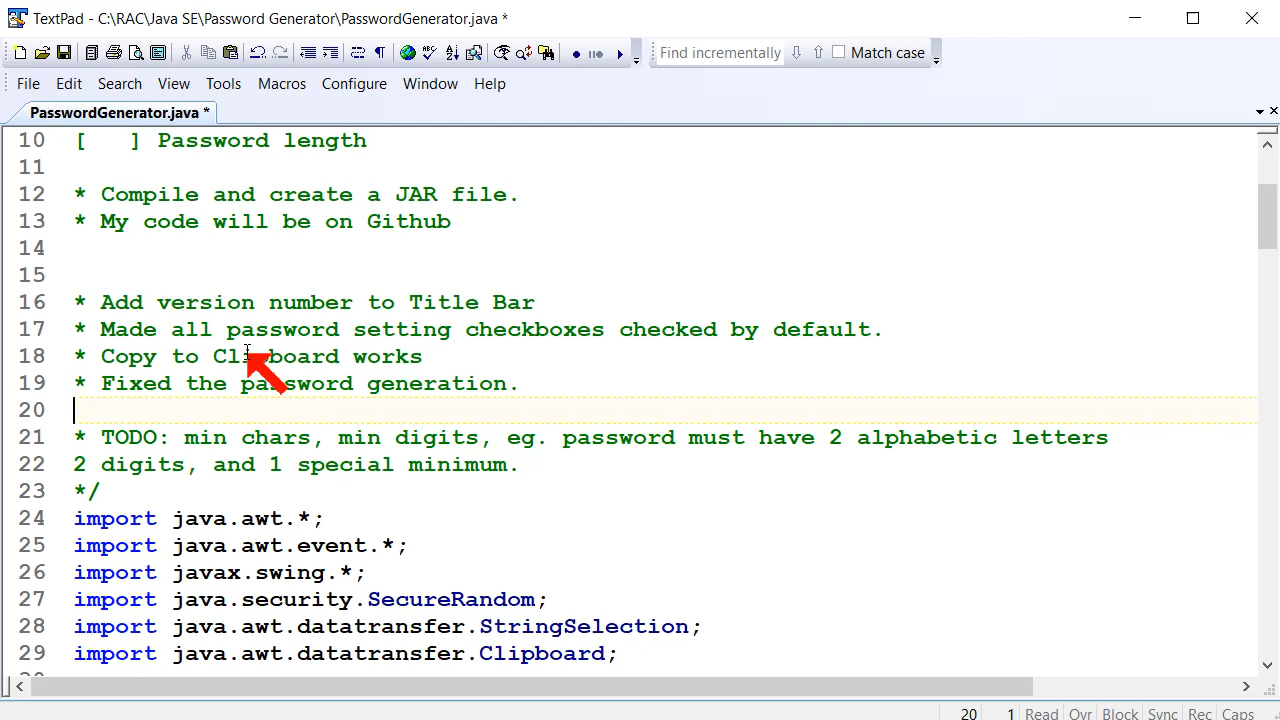 TextPad - C:\RAC\Java SE\Password Generator\PasswordGenerator.java *
Find incrementally Match case
File Edit Search View Tools Macros Configure Window Help
PasswordGenerator.java *
10 [ ] Password length
11
12 * Compile and create a JAR file.
13 * My code will be on Github
14
15
16 * Add version number to Title Bar
17 * Made all password setting checkboxes checked by default.
18 * Copy to Clipboard works
19 * Fixed the password generation.
20
21 * TODO: min chars, min digits, eg. password must have 2 alphabetic letters
22 2 digits, and 1 special minimum.
23 */
24 import java.awt.*;
25 import java.awt.event.*;
26 import javax.swing.*;
27 import java.security.SecureRandom;
28 import java.awt.datatransfer.StringSelection;
29 import java.awt.datatransfer.Clipboard;
20 1 Read Ovr Block Sync Rec Caps